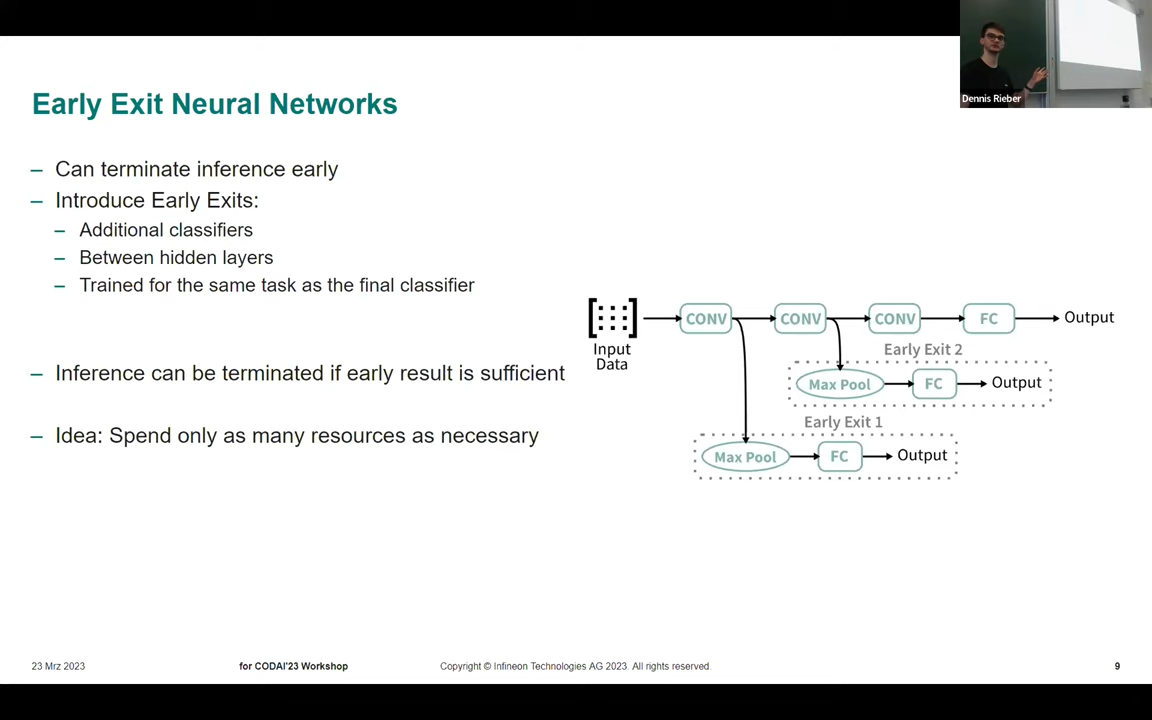 Dennis Rieber
Early Exit Neural Networks
– Can terminate inference early
– Introduce Early Exits:
– Additional classifiers
– Between hidden layers
– Trained for the same task as the final classifier
– Inference can be terminated if early result is sufficient
– Idea: Spend only as many resources as necessary
Input
Data
CONV
CONV
CONV
FC
Output
Early Exit 2
Max Pool
FC
Output
Early Exit 1
Max Pool
FC
Output
23 Mrz 2023
for CODAI'23 Workshop
Copyright © Infineon Technologies AG 2023. All rights reserved.
9